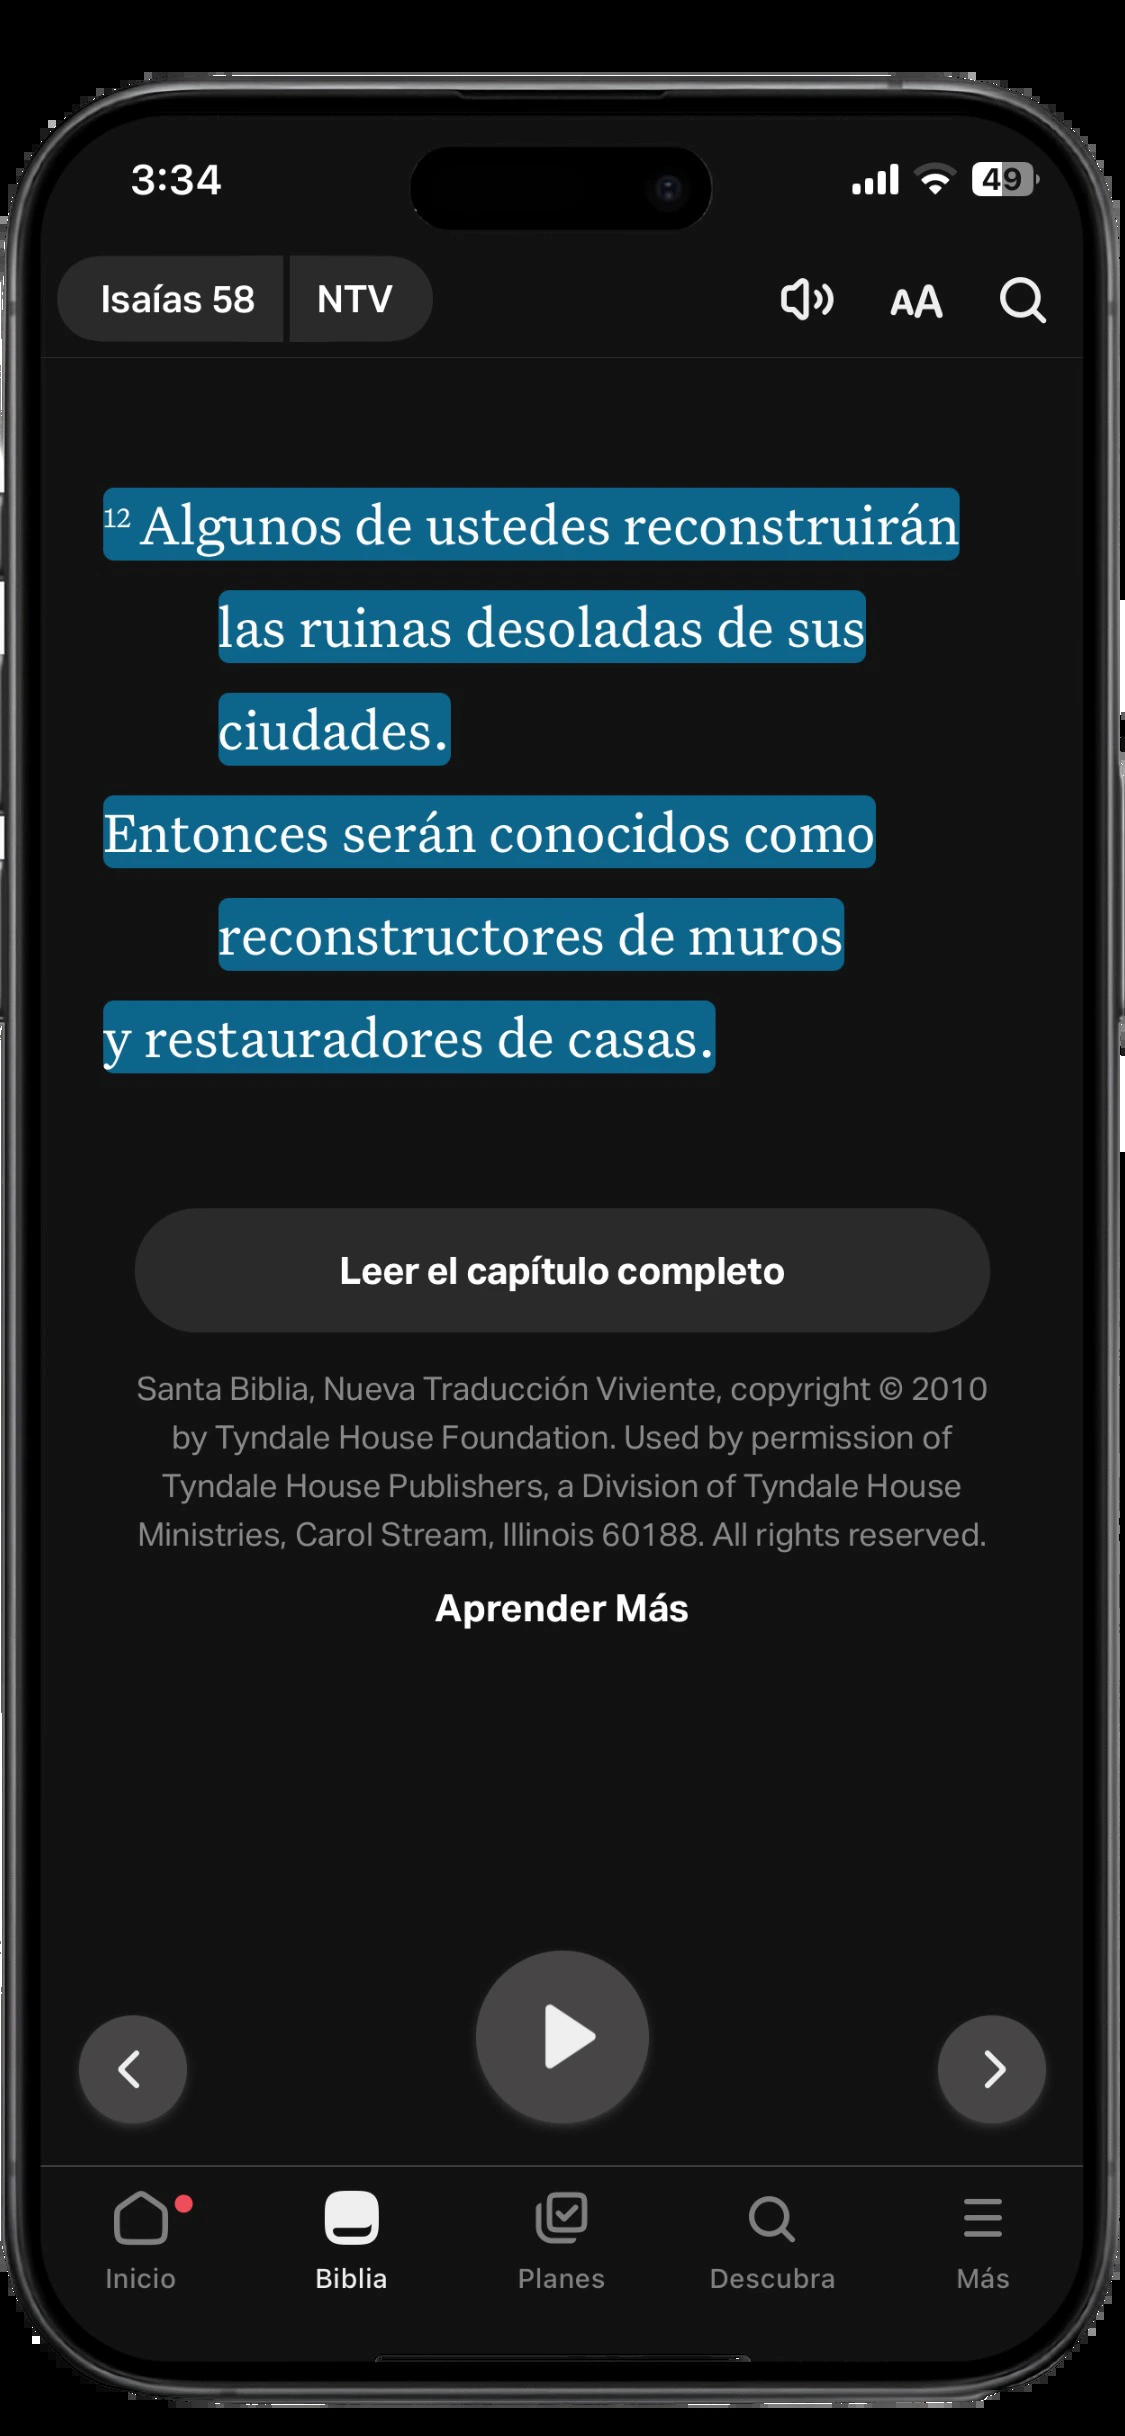 3:34
49
Isaías 58 NTV
AA
12 Algunos de ustedes reconstruirán
las ruinas desoladas de sus
ciudades.
Entonces serán conocidos como
reconstructores de muros
y restauradores de casas.
Leer el capítulo completo
Santa Biblia, Nueva Traducción Viviente, copyright © 2010
by Tyndale House Foundation. Used by permission of
Tyndale House Publishers, a Division of Tyndale House
Ministries, Carol Stream, Illinois 60188. All rights reserved.
Aprender Más
Inicio Biblia Planes Descubra Más